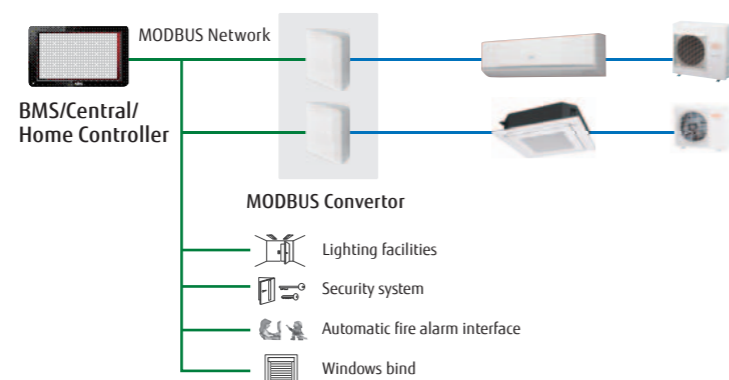 MODBUS Network
BMS/Central/
Home Controller
MODBUS Convertor
Lighting facilities
Security system
Automatic fire alarm interface
Windows bind